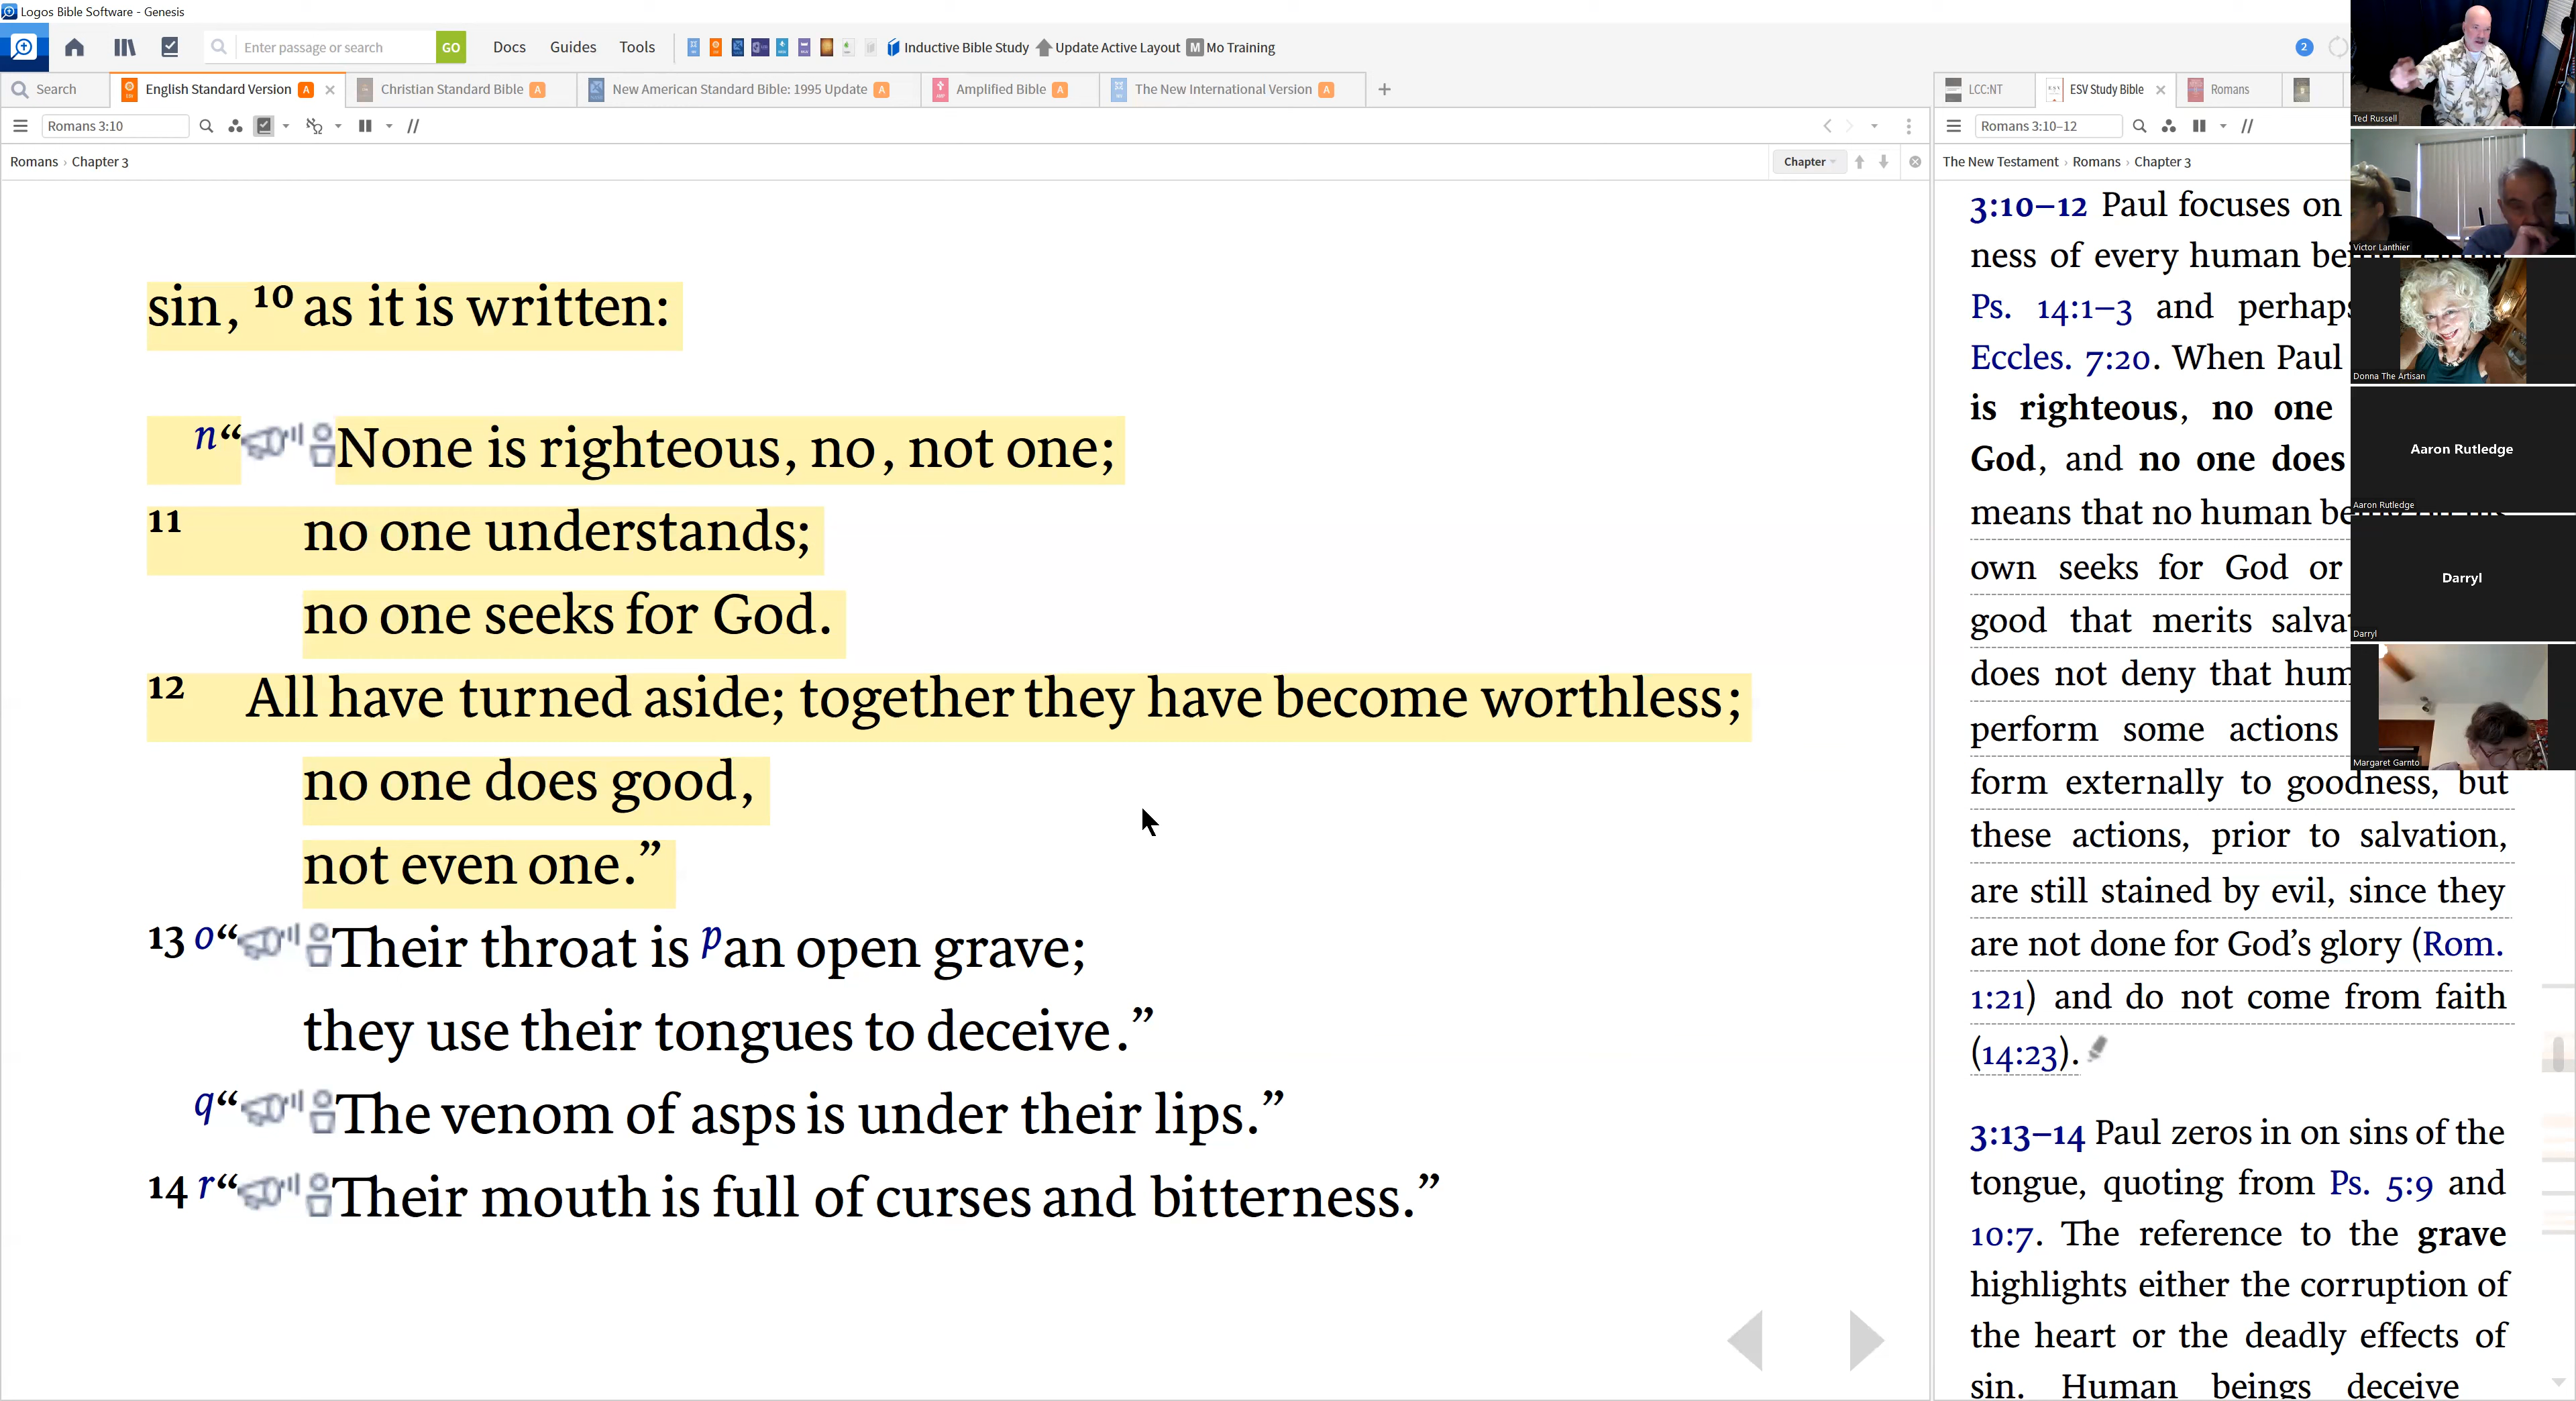 Logos Bible Software - Genesis
Enter passage or search GO Docs Guides Tools Inductive Bible Study Update Active Layout M Mo Training 2
Search English Standard Version A Christian Standard Bible A New American Standard Bible: 1995 Update A Amplified Bible A The New International Version A
Romans 3:10
Romans › Chapter 3 Chapter
sin, 10 as it is written:
n“None is righteous, no, not one;
11 no one understands;
no one seeks for God.
12 All have turned aside; together they have become worthless;
no one does good,
not even one.”
13 o“Their throat is p an open grave;
they use their tongues to deceive.”
q“The venom of asps is under their lips.”
14 r“Their mouth is full of curses and bitterness.”
LCC:NT ESV Study Bible Romans
Romans 3:10–12
The New Testament › Romans › Chapter 3
3:10–12 Paul focuses on
ness of every human bei
Ps. 14:1–3 and perhaps
Eccles. 7:20. When Paul
is righteous, no one
God, and no one does
means that no human be
own seeks for God or
good that merits salva
does not deny that hum
perform some actions
form externally to goodness, but
these actions, prior to salvation,
are still stained by evil, since they
are not done for God’s glory (Rom.
1:21) and do not come from faith
(14:23).
3:13–14 Paul zeros in on sins of the
tongue, quoting from Ps. 5:9 and
10:7. The reference to the grave
highlights either the corruption of
the heart or the deadly effects of
sin. Human beings deceive
Ted Russell
Victor Lanthier
Donna The Artisan
Aaron Rutledge
Aaron Rutledge
Darryl
Darryl
Margaret Garnto